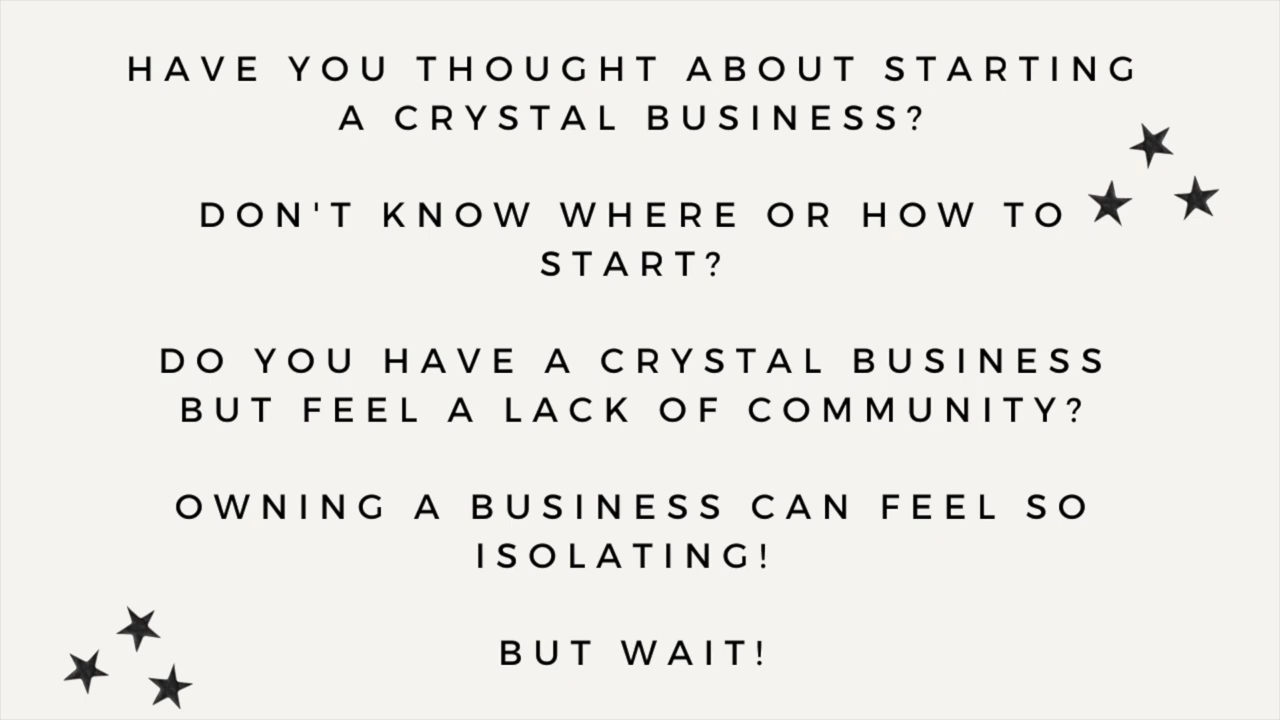 HAVE YOU THOUGHT ABOUT STARTING
A CRYSTAL BUSINESS?
DON'T KNOW WHERE OR HOW TO
START?
DO YOU HAVE A CRYSTAL BUSINESS
BUT FEEL A LACK OF COMMUNITY?
OWNING A BUSINESS CAN FEEL SO
ISOLATING!
BUT WAIT!